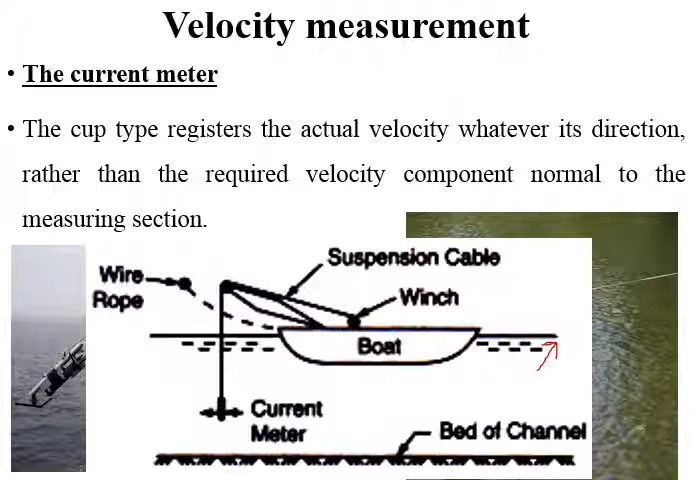 Velocity measurement
• The current meter
• The cup type registers the actual velocity whatever its direction,
rather than the required velocity component normal to the
measuring section.
Suspension Cable
Wire
Rope
Winch
Boat
Current
Meter
Bed of Channel